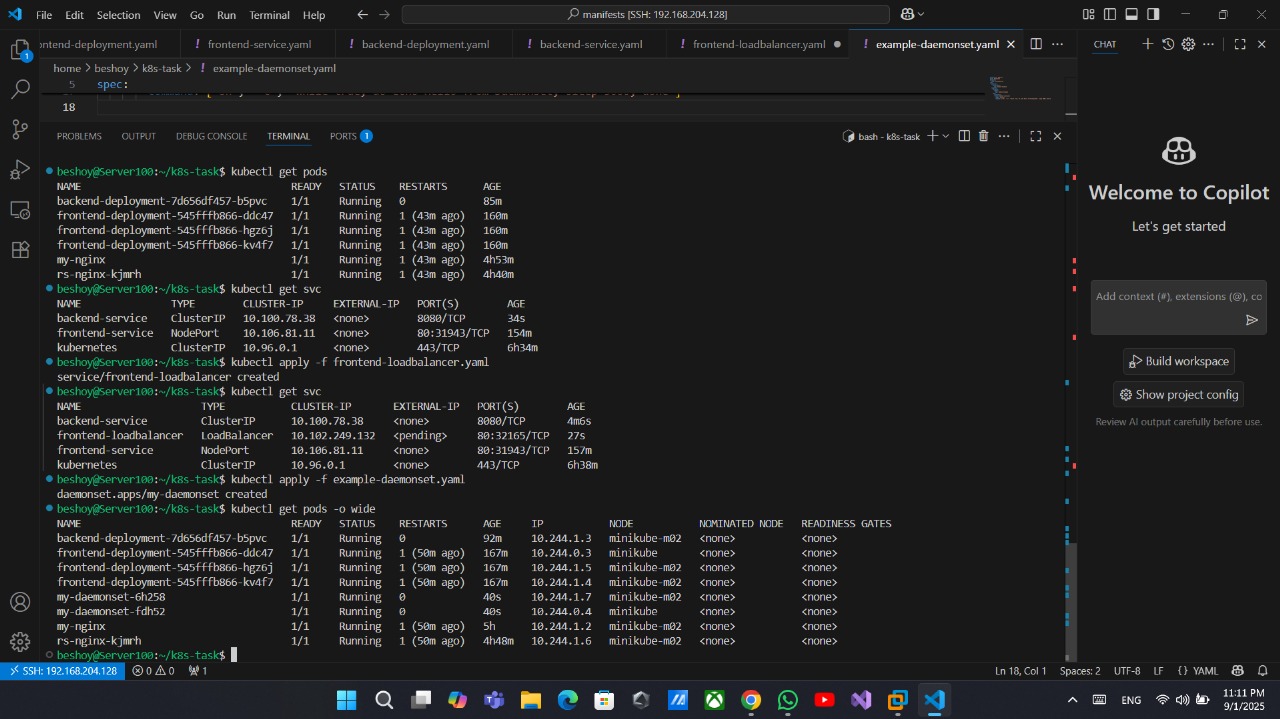 File Edit Selection View Go Run Terminal Help manifests [SSH: 192.168.204.128]
ontend-deployment.yaml ! frontend-service.yaml ! backend-deployment.yaml ! backend-service.yaml ! frontend-loadbalancer.yaml ! example-daemonset.yaml
CHAT
home > beshoy > k8s-task > ! example-daemonset.yaml
5 spec:
18
PROBLEMS OUTPUT DEBUG CONSOLE TERMINAL PORTS 1 bash - k8s-task
beshoy@Server100:~/k8s-task$ kubectl get pods
NAME READY STATUS RESTARTS AGE
backend-deployment-7d656df457-b5pvc 1/1 Running 0 85m
frontend-deployment-545fffb866-ddc47 1/1 Running 1 (43m ago) 160m
frontend-deployment-545fffb866-hgz6j 1/1 Running 1 (43m ago) 160m
frontend-deployment-545fffb866-kv4f7 1/1 Running 1 (43m ago) 160m
my-nginx 1/1 Running 1 (43m ago) 4h53m
rs-nginx-kjmrh 1/1 Running 1 (43m ago) 4h40m
beshoy@Server100:~/k8s-task$ kubectl get svc
NAME TYPE CLUSTER-IP EXTERNAL-IP PORT(S) AGE
backend-service ClusterIP 10.100.78.38 <none> 8080/TCP 34s
frontend-service NodePort 10.106.81.11 <none> 80:31943/TCP 154m
kubernetes ClusterIP 10.96.0.1 <none> 443/TCP 6h34m
beshoy@Server100:~/k8s-task$ kubectl apply -f frontend-loadbalancer.yaml
service/frontend-loadbalancer created
beshoy@Server100:~/k8s-task$ kubectl get svc
NAME TYPE CLUSTER-IP EXTERNAL-IP PORT(S) AGE
backend-service ClusterIP 10.100.78.38 <none> 8080/TCP 4m6s
frontend-loadbalancer LoadBalancer 10.102.249.132 <pending> 80:32165/TCP 27s
frontend-service NodePort 10.106.81.11 <none> 80:31943/TCP 157m
kubernetes ClusterIP 10.96.0.1 <none> 443/TCP 6h38m
beshoy@Server100:~/k8s-task$ kubectl apply -f example-daemonset.yaml
daemonset.apps/my-daemonset created
beshoy@Server100:~/k8s-task$ kubectl get pods -o wide
NAME READY STATUS RESTARTS AGE IP NODE NOMINATED NODE READINESS GATES
backend-deployment-7d656df457-b5pvc 1/1 Running 0 92m 10.244.1.3 minikube-m02 <none> <none>
frontend-deployment-545fffb866-ddc47 1/1 Running 1 (50m ago) 167m 10.244.0.3 minikube <none> <none>
frontend-deployment-545fffb866-hgz6j 1/1 Running 1 (50m ago) 167m 10.244.1.5 minikube-m02 <none> <none>
frontend-deployment-545fffb866-kv4f7 1/1 Running 1 (50m ago) 167m 10.244.1.4 minikube-m02 <none> <none>
my-daemonset-6h258 1/1 Running 0 40s 10.244.1.7 minikube-m02 <none> <none>
my-daemonset-fdh52 1/1 Running 0 40s 10.244.0.4 minikube <none> <none>
my-nginx 1/1 Running 1 (50m ago) 5h 10.244.1.2 minikube-m02 <none> <none>
rs-nginx-kjmrh 1/1 Running 1 (50m ago) 4h48m 10.244.1.6 minikube-m02 <none> <none>
beshoy@Server100:~/k8s-task$
Welcome to Copilot
Let's get started
Add context (#), extensions (@), co
Build workspace
Show project config
Review AI output carefully before use.
SSH: 192.168.204.128 0 0 1 Ln 18, Col 1 Spaces: 2 UTF-8 LF {} YAML
ENG
11:11 PM
9/1/2025